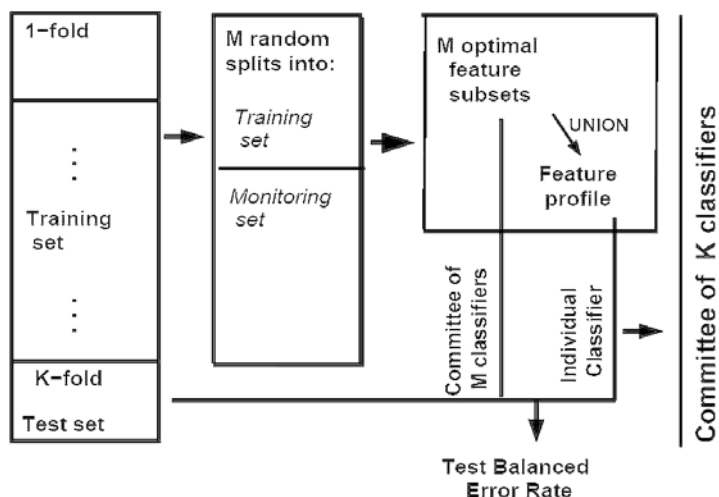 1-fold
Training
set
K-fold
Test set
M random
splits into:
Training
set
Monitoring
set
M optimal
feature
subsets
UNION
Feature
profile
Committee of
M classifiers
Individual
Classifier
Committee of K classifiers
Test Balanced
Error Rate